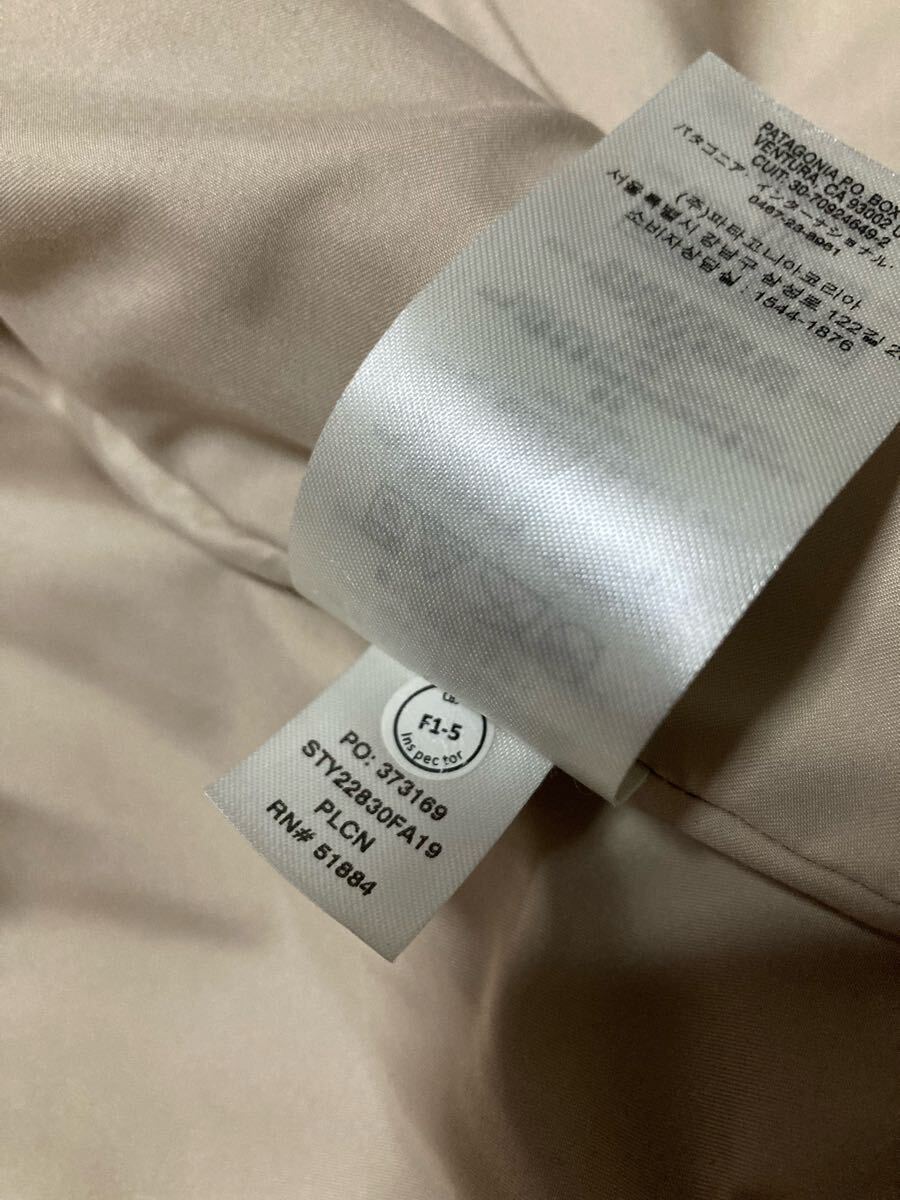 PATAGONIA P.O. BOX
VENTURA, CA 93002
CUIT: 30-70924649-2
パタゴニア・インターナショナル・
0467-23-8961
(주)파타고니아코리아
서울특별시 강남구 삼성로 122길
소비자상담실 : 1544-1876
F1-5
Inspector
PO: 373169
STY22830FA19
PLCN
RN# 51884